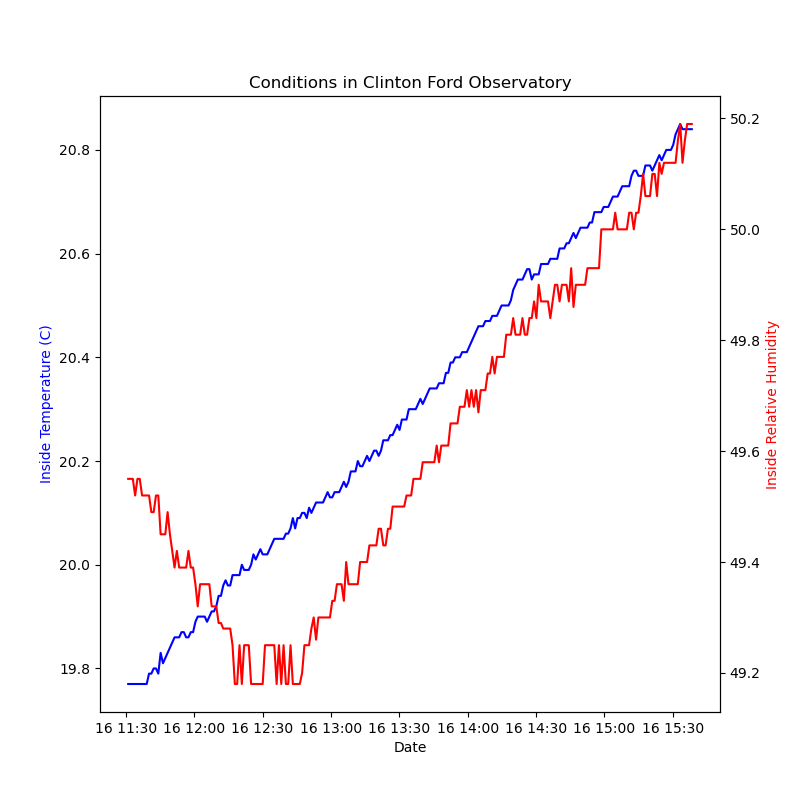 Conditions in Clinton Ford Observatory
20.8
20.6
20.4
20.2
20.0
19.8
Inside Temperature (C)
50.2
50.0
49.8
49.6
49.4
49.2
Inside Relative Humidity
16 11:30 16 12:00 16 12:30 16 13:00 16 13:30 16 14:00 16 14:30 16 15:00 16 15:30
Date